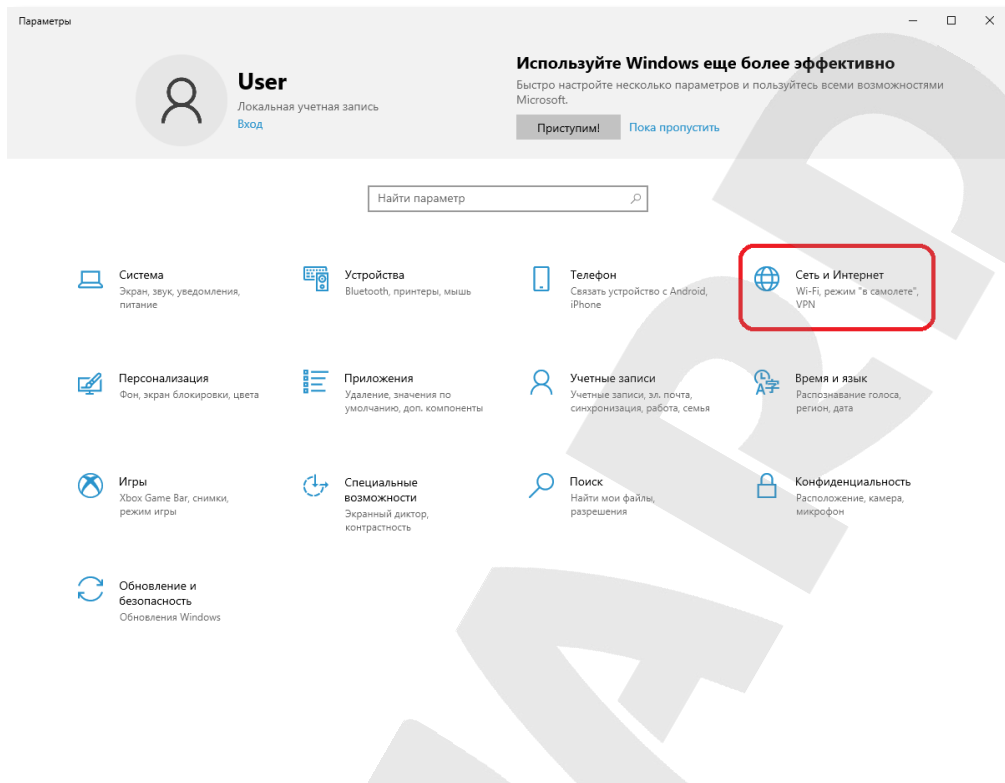 Параметры
User
Локальная учетная запись
Вход
Используйте Windows еще более эффективно
Быстро настройте несколько параметров и пользуйтесь всеми возможностями
Microsoft.
Приступим!
Пока пропустить
Найти параметр
Система
Экран, звук, уведомления,
питание
Устройства
Bluetooth, принтеры, мышь
Телефон
Связать устройство с Android,
iPhone
Сеть и Интернет
Wi-Fi, режим "в самолете",
VPN
Персонализация
Фон, экран блокировки, цвета
Приложения
Удаление, значения по
умолчанию, доп. компоненты
Учетные записи
Учетные записи, эл. почта,
синхронизация, работа, семья
Время и язык
Распознавание голоса,
регион, дата
Игры
Xbox Game Bar, снимки,
режим игры
Специальные
возможности
Экранный диктор,
контрастность
Поиск
Найти мои файлы,
разрешения
Конфиденциальность
Расположение, камера,
микрофон
Обновление и
безопасность
Обновления Windows